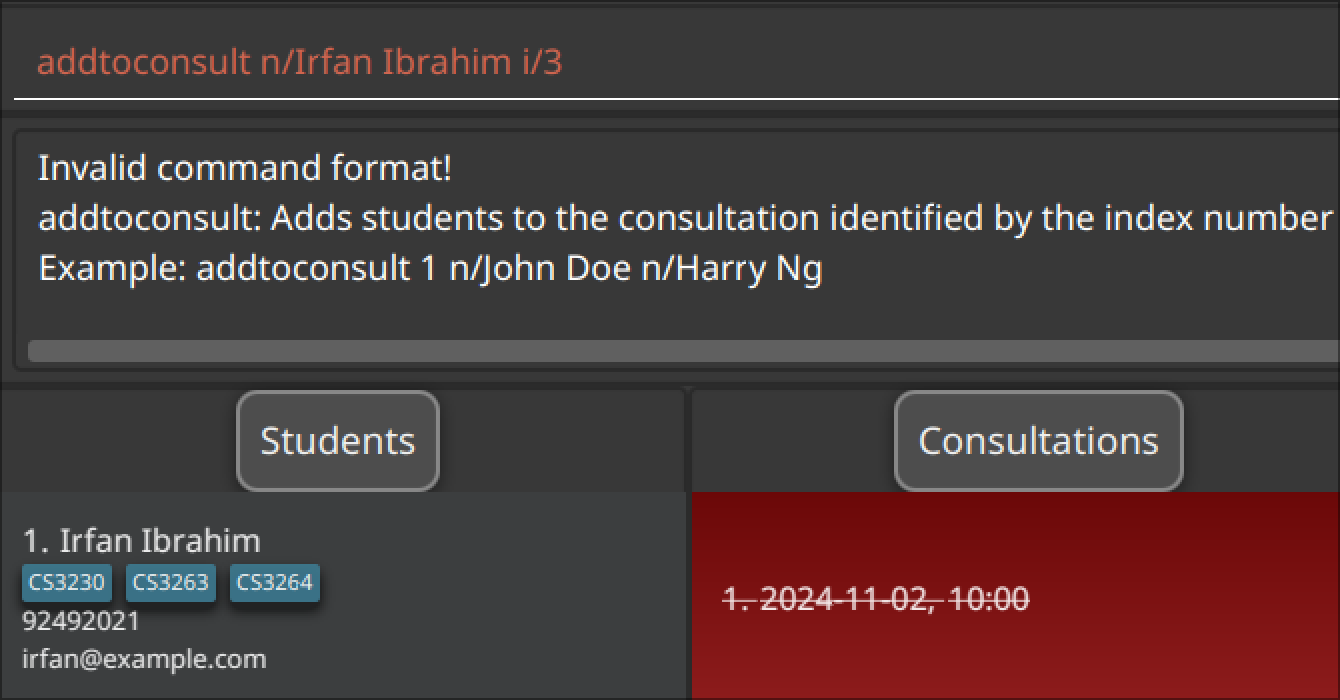 addtoconsult n/Irfan Ibrahim i/3
Invalid command format!
addtoconsult: Adds students to the consultation identified by the index number
Example: addtoconsult 1 n/John Doe n/Harry Ng
Students
Consultations
1. Irfan Ibrahim
CS3230 CS3263 CS3264
92492021
irfan@example.com
1. 2024-11-02, 10:00